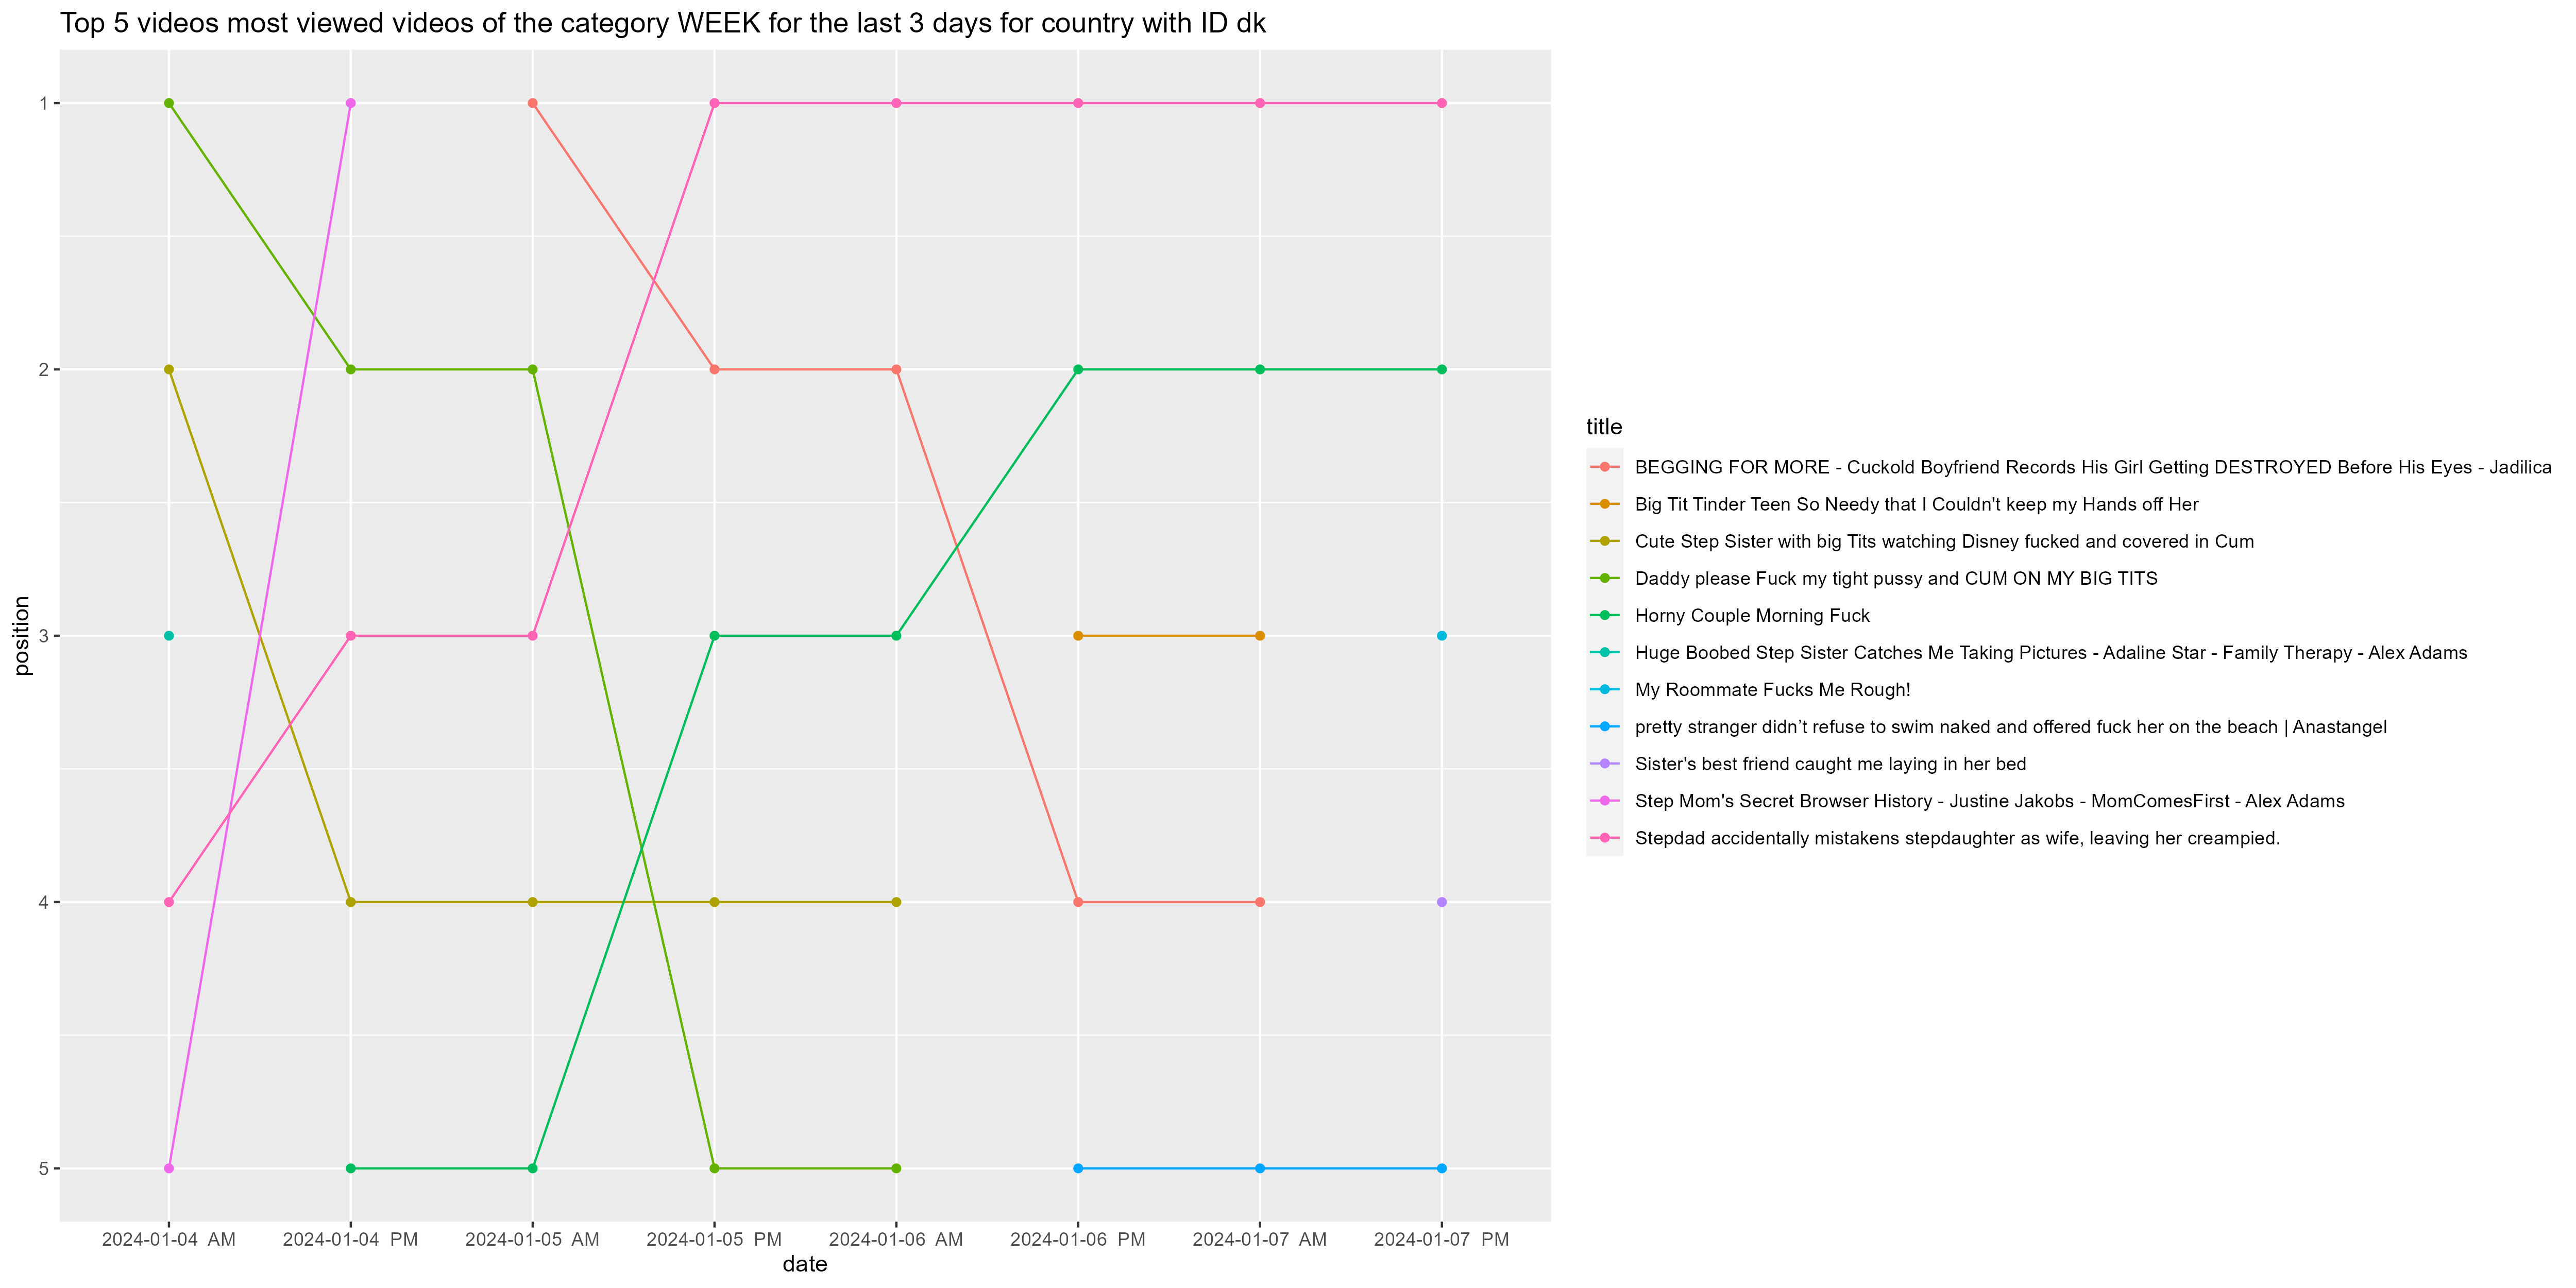 Top 5 videos most viewed videos of the category WEEK for the last 3 days for country with ID dk
1
2
3
4
5
position
2024-01-04 AM
2024-01-04 PM
2024-01-05 AM
2024-01-05 PM
2024-01-06 AM
2024-01-06 PM
2024-01-07 AM
2024-01-07 PM
date
title
BEGGING FOR MORE - Cuckold Boyfriend Records His Girl Getting DESTROYED Before His Eyes - Jadilica
Big Tit Tinder Teen So Needy that I Couldn't keep my Hands off Her
Cute Step Sister with big Tits watching Disney fucked and covered in Cum
Daddy please Fuck my tight pussy and CUM ON MY BIG TITS
Horny Couple Morning Fuck
Huge Boobed Step Sister Catches Me Taking Pictures - Adaline Star - Family Therapy - Alex Adams
My Roommate Fucks Me Rough!
pretty stranger didn’t refuse to swim naked and offered fuck her on the beach | Anastangel
Sister's best friend caught me laying in her bed
Step Mom's Secret Browser History - Justine Jakobs - MomComesFirst - Alex Adams
Stepdad accidentally mistakens stepdaughter as wife, leaving her creampied.